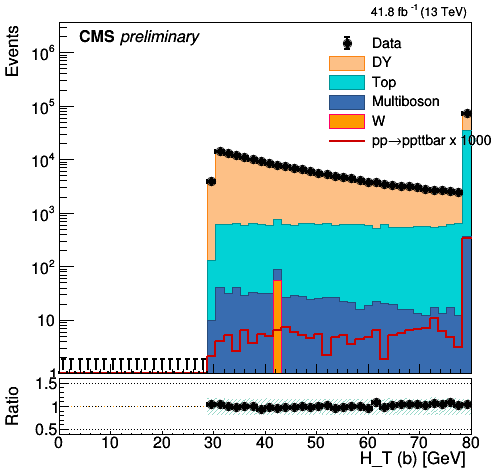 41.8 fb⁻¹ (13 TeV)
CMS preliminary
Events
Data
DY
Top
Multiboson
W
pp→ppttbar x 1000
10⁶
10⁵
10⁴
10³
10²
10
1
Ratio
1.5
1
0.5
0 10 20 30 40 50 60 70 80
H_T (b) [GeV]